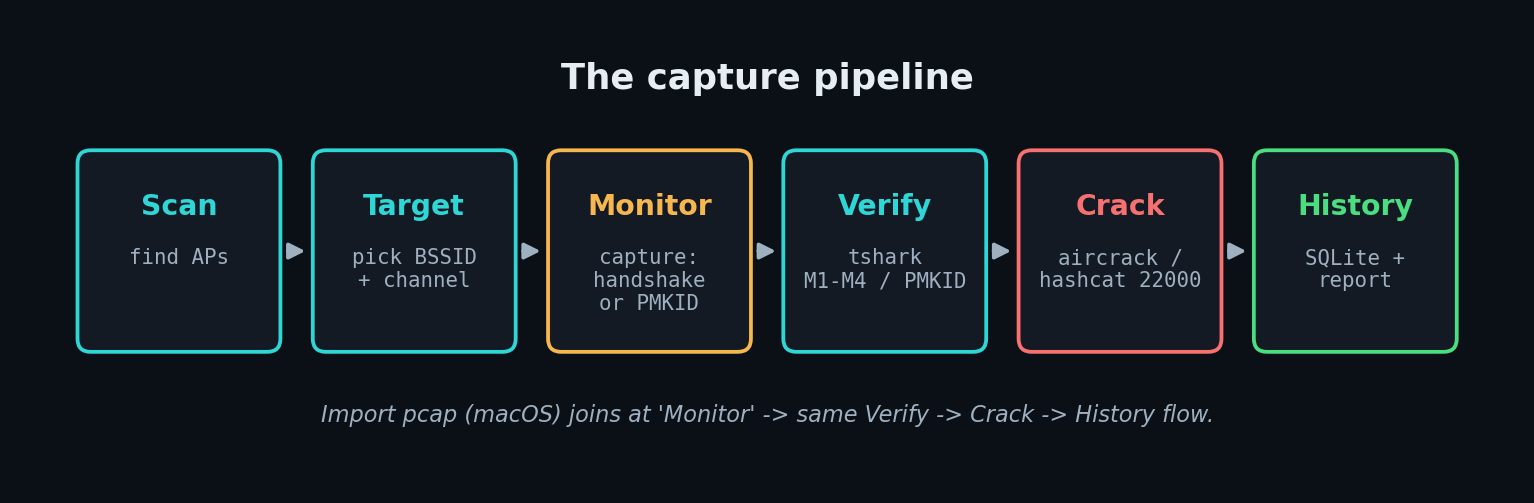 The capture pipeline
Scan
find APs
Target
pick BSSID
+ channel
Monitor
capture:
handshake
or PMKID
Verify
tshark
M1-M4 / PMKID
Crack
aircrack /
hashcat 22000
History
SQLite +
report
Import pcap (macOS) joins at 'Monitor' -> same Verify -> Crack -> History flow.